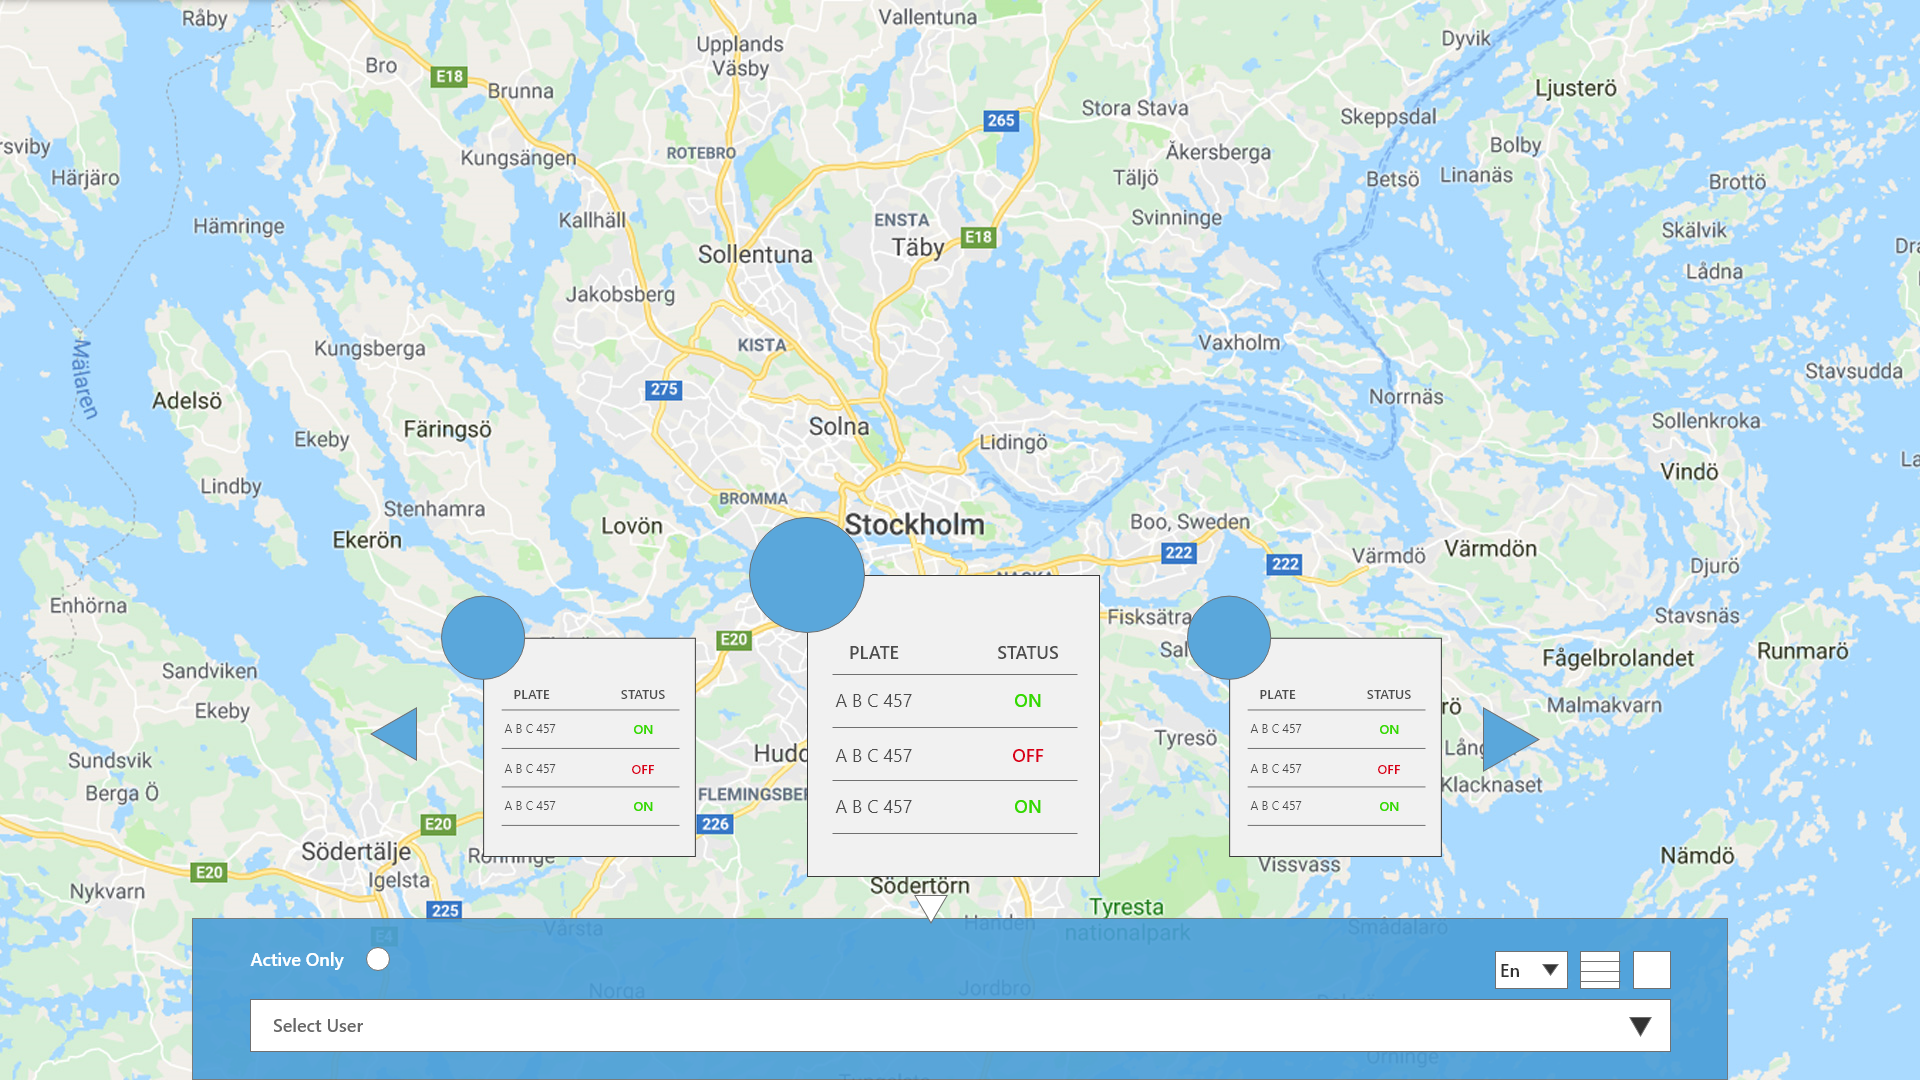 Råby
Vallentuna
Dyvik
Upplands
Väsby
Bro
E18
Brunna
Ljusterö
Stora Stava
Skeppsdal
265
rsviby
Kungsängen
ROTEBRO
Åkersberga
Bolby
Härjäro
Täljö
Betsö
Linanäs
Brottö
Hämringe
Kallhäll
ENSTA
Svinninge
Skälvik
Täby
E18
Sollentuna
Lådna
Jakobsberg
Mälaren
Kungsberga
KISTA
Vaxholm
Stavsudda
275
Adelsö
Norrnäs
Färingsö
Ekeby
Solna
Lidingö
Sollenkroka
Vindö
Lindby
BROMMA
Stenhamra
Lovön
Stockholm
Boo, Sweden
Ekerön
222
222
Värmdö
Värmdön
Djurö
NACKA
Enhörna
E20
Fisksätra
Stavsnäs
Runmarö
Sal
Fågelbrolandet
Sandviken
Malmakvarn
Ekeby
rö
Sundsvik
Berga Ö
Hudd
Tyresö
Lång
Klacknaset
FLEMINGSBER
226
PLATE STATUS
A B C 457 ON
A B C 457 OFF
A B C 457 ON
PLATE STATUS
A B C 457 ON
A B C 457 OFF
A B C 457 ON
PLATE STATUS
A B C 457 ON
A B C 457 OFF
A B C 457 ON
E20
Södertälje
Rönninge
Vissvass
Nämdö
E20
Igelsta
Nykvarn
Södertörn
225
Tyresta
nationalpark
Handen
Vårsta
Smådalarö
E4
Active Only
En
Norga
Jordbro
Select User
Orninge
Tungelsta